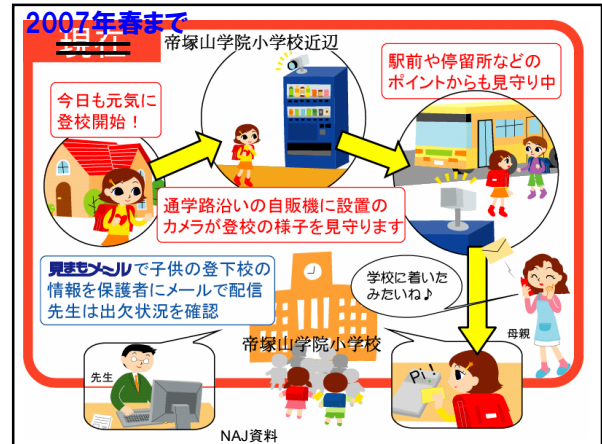 2007年春まで
現在
帝塚山学院小学校近辺
今日も元気に
登校開始！
駅前や停留所などの
ポイントからも見守り中
通学路沿いの自販機に設置の
カメラが登校の様子を見守ります
見まもメ〜ルで子供の登下校の
情報を保護者にメールで配信
先生は出欠状況を確認
学校に着いた
みたいね♪
母親
帝塚山学院小学校
先生
Pi！
NAJ資料